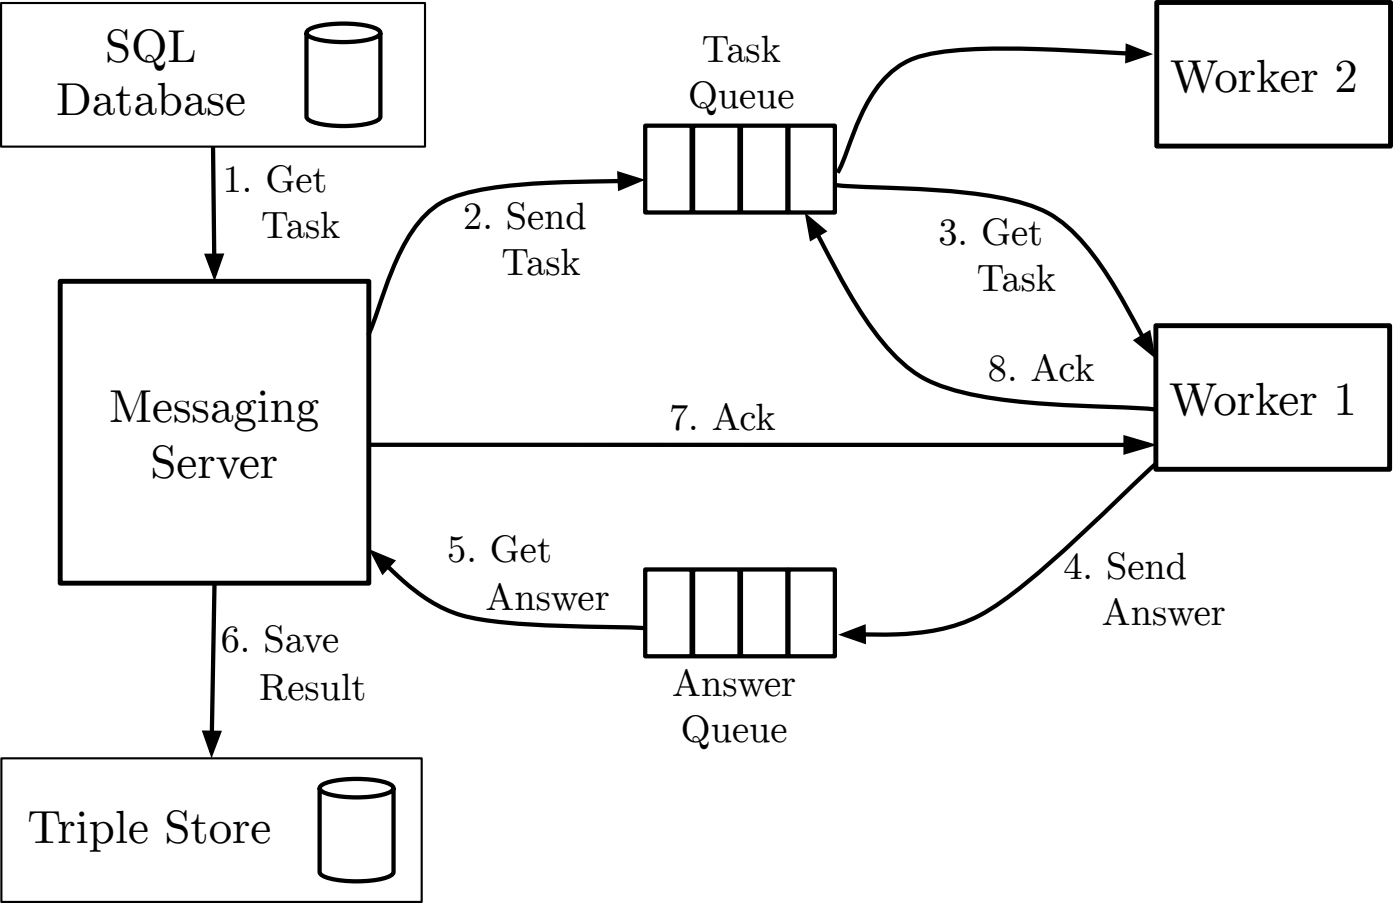 SQL
Database
1. Get
Task
Task
Queue
Worker 2
2. Send
Task
3. Get
Task
Messaging
Server
8. Ack
Worker 1
7. Ack
5. Get
Answer
4. Send
Answer
6. Save
Result
Answer
Queue
Triple Store